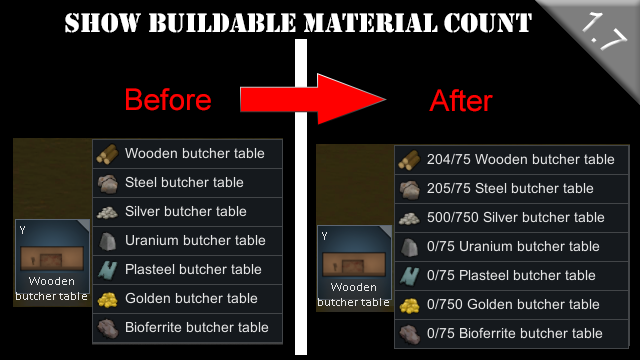 SHOW BUILDABLE MATERIAL COUNT
1.7
Before
After
Wooden butcher table
Steel butcher table
Silver butcher table
Uranium butcher table
Plasteel butcher table
Golden butcher table
Bioferrite butcher table
Y
Wooden
butcher table
204/75 Wooden butcher table
205/75 Steel butcher table
500/750 Silver butcher table
0/75 Uranium butcher table
0/75 Plasteel butcher table
0/750 Golden butcher table
0/75 Bioferrite butcher table
Y
Wooden
butcher table